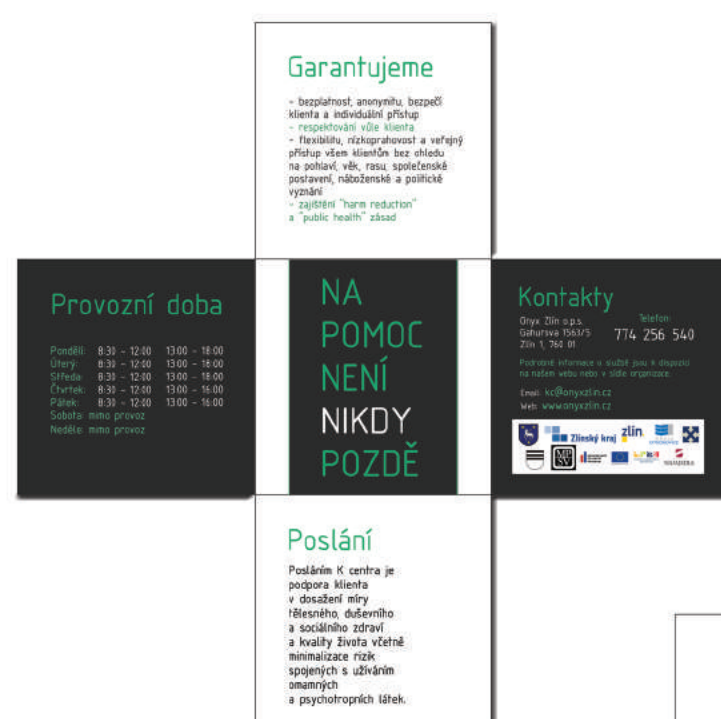 Garantujeme
- bezplatnost, anonymitu, bezpečí
klienta a individuální přístup
- respektování vůle klienta
- flexibilitu, nízkoprahovost a veřejný
přístup všem klientům bez ohledu
na pohlaví, věk, rasu, společenské
postavení, náboženské a politické
vyznání
- zajištění "harm reduction"
a "public health" zásad
Provozní doba
Pondělí: 8:30 - 12:00 13:00 - 18:00
Úterý: 8:30 - 12:00 13:00 - 18:00
Středa: 8:30 - 12:00 13:00 - 18:00
Čtvrtek: 8:30 - 12:00 13:00 - 16:00
Pátek: 8:30 - 12:00 13:00 - 16:00
Sobota: mimo provoz
Neděle: mimo provoz
NA
POMOC
NENÍ
NIKDY
POZDĚ
Kontakty
Onyx Zlín o.p.s.
Gahurova 1563/5
Zlín 1, 760 01
Telefon:
774 256 540
Podrobné informace o službě jsou k dispozici
na našem webu nebo v sídle organizace.
Email: kc@onyxzlin.cz
Web: www.onyxzlin.cz
Zlínský kraj
zlín
MPSV
Poslání
Posláním K centra je
podpora klienta
v dosažení míry
tělesného, duševního
a sociálního zdraví
a kvality života včetně
minimalizace rizik
spojených s užíváním
omamných
a psychotropních látek.